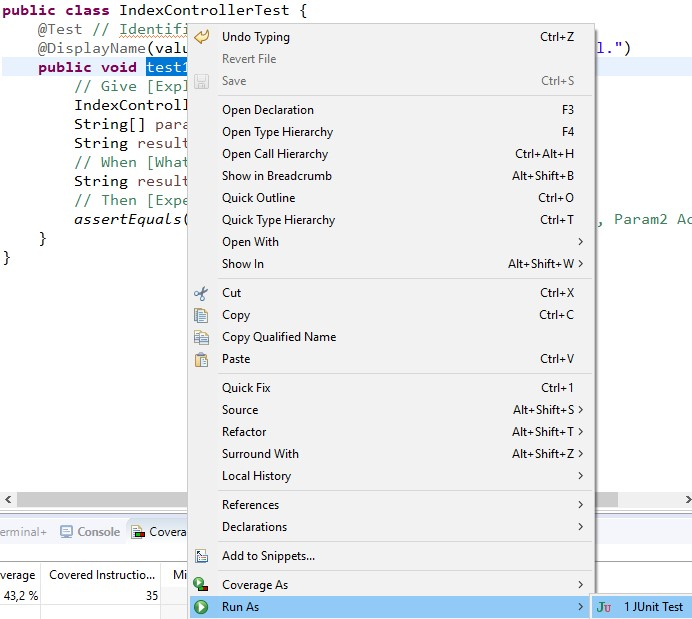 public class IndexControllerTest {
@Test // Identifi
@DisplayName(valu l.")
public void test1
// Give [Expl
IndexControll
String[] para
String result
// When [What
String result
// Then [Expe
assertEquals( , Param2 Ac
}
}
Undo Typing Ctrl+Z
Revert File
Save Ctrl+S
Open Declaration F3
Open Type Hierarchy F4
Open Call Hierarchy Ctrl+Alt+H
Show in Breadcrumb Alt+Shift+B
Quick Outline Ctrl+O
Quick Type Hierarchy Ctrl+T
Open With >
Show In Alt+Shift+W >
Cut Ctrl+X
Copy Ctrl+C
Copy Qualified Name
Paste Ctrl+V
Quick Fix Ctrl+1
Source Alt+Shift+S >
Refactor Alt+Shift+T >
Surround With Alt+Shift+Z >
Local History >
References >
Declarations >
Add to Snippets...
Coverage As >
Run As >
Ju 1 JUnit Test
erminal+ Console Covera
verage Covered Instructio... Mi
43,2 % 35